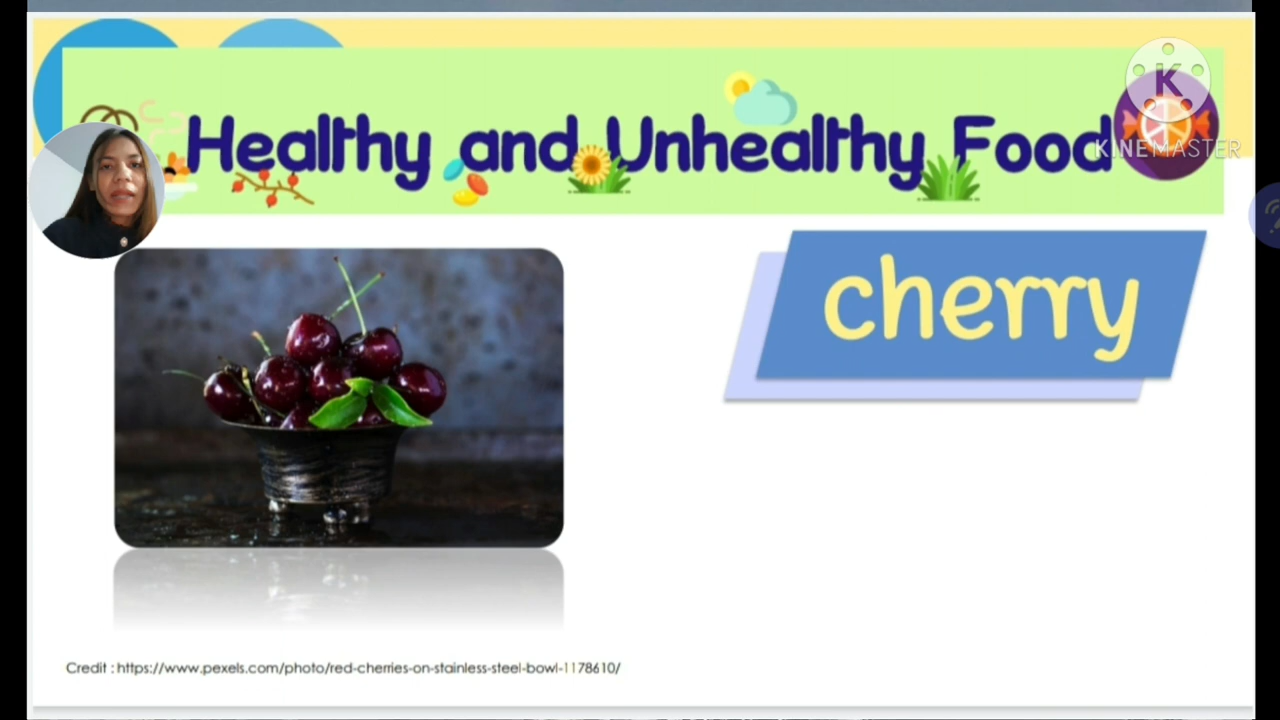 Healthy and Unhealthy Food
K
KINEMASTER
cherry
Credit : https://www.pexels.com/photo/red-cherries-on-stainless-steel-bowl-1178610/